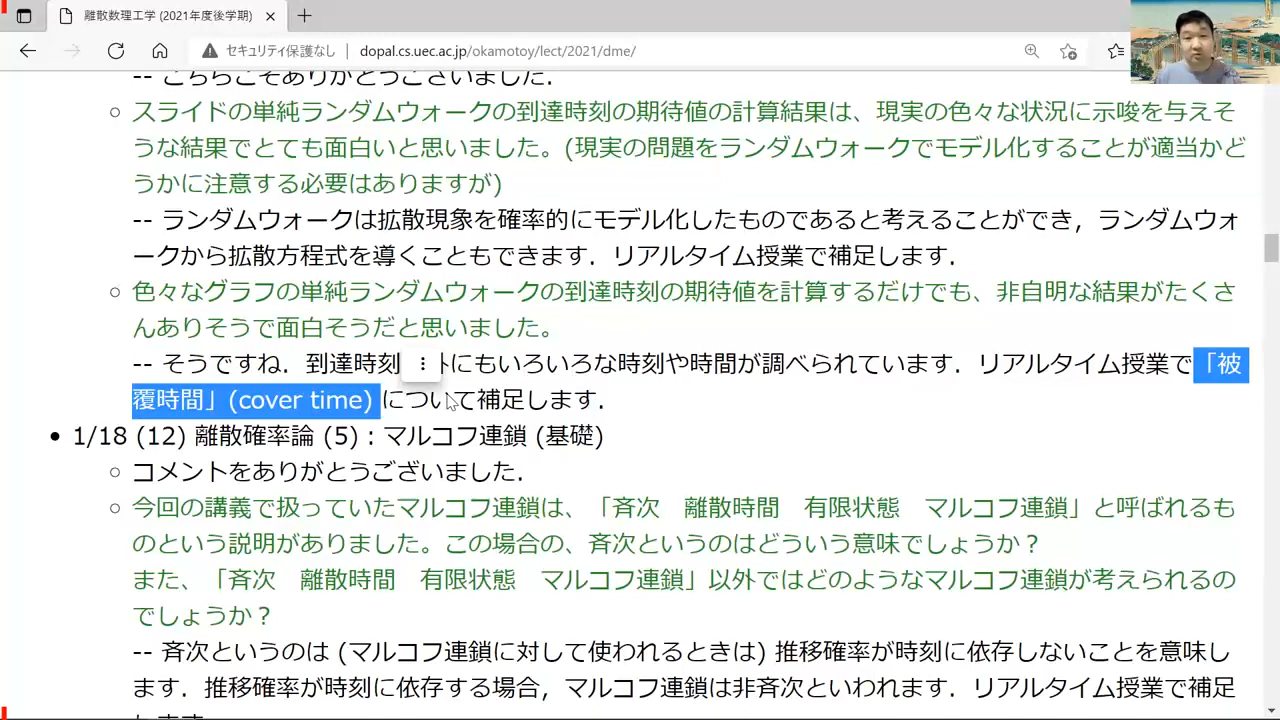 離散数理工学 (2021年度後学期)
セキュリティ保護なし
dopal.cs.uec.ac.jp/okamotoy/lect/2021/dme/
-- こちらこそありがとうございました.
スライドの単純ランダムウォークの到達時刻の期待値の計算結果は、現実の色々な状況に示唆を与えそ
うな結果でとても面白いと思いました。(現実の問題をランダムウォークでモデル化することが適当かど
うかに注意する必要はありますが)
-- ランダムウォークは拡散現象を確率的にモデル化したものであると考えることができ，ランダムウォ
ークから拡散方程式を導くこともできます．リアルタイム授業で補足します.
色々なグラフの単純ランダムウォークの到達時刻の期待値を計算するだけでも、非自明な結果がたくさ
んありそうで面白そうだと思いました。
-- そうですね．到達時刻 にもいろいろな時刻や時間が調べられています．リアルタイム授業で「被
覆時間」(cover time) について補足します.
1/18 (12) 離散確率論 (5) : マルコフ連鎖 (基礎)
コメントをありがとうございました.
今回の講義で扱っていたマルコフ連鎖は、「斉次　離散時間　有限状態　マルコフ連鎖」と呼ばれるも
のという説明がありました。この場合の、斉次というのはどういう意味でしょうか？
また、「斉次　離散時間　有限状態　マルコフ連鎖」以外ではどのようなマルコフ連鎖が考えられるの
でしょうか？
-- 斉次というのは (マルコフ連鎖に対して使われるときは) 推移確率が時刻に依存しないことを意味し
ます．推移確率が時刻に依存する場合，マルコフ連鎖は非斉次といわれます．リアルタイム授業で補足